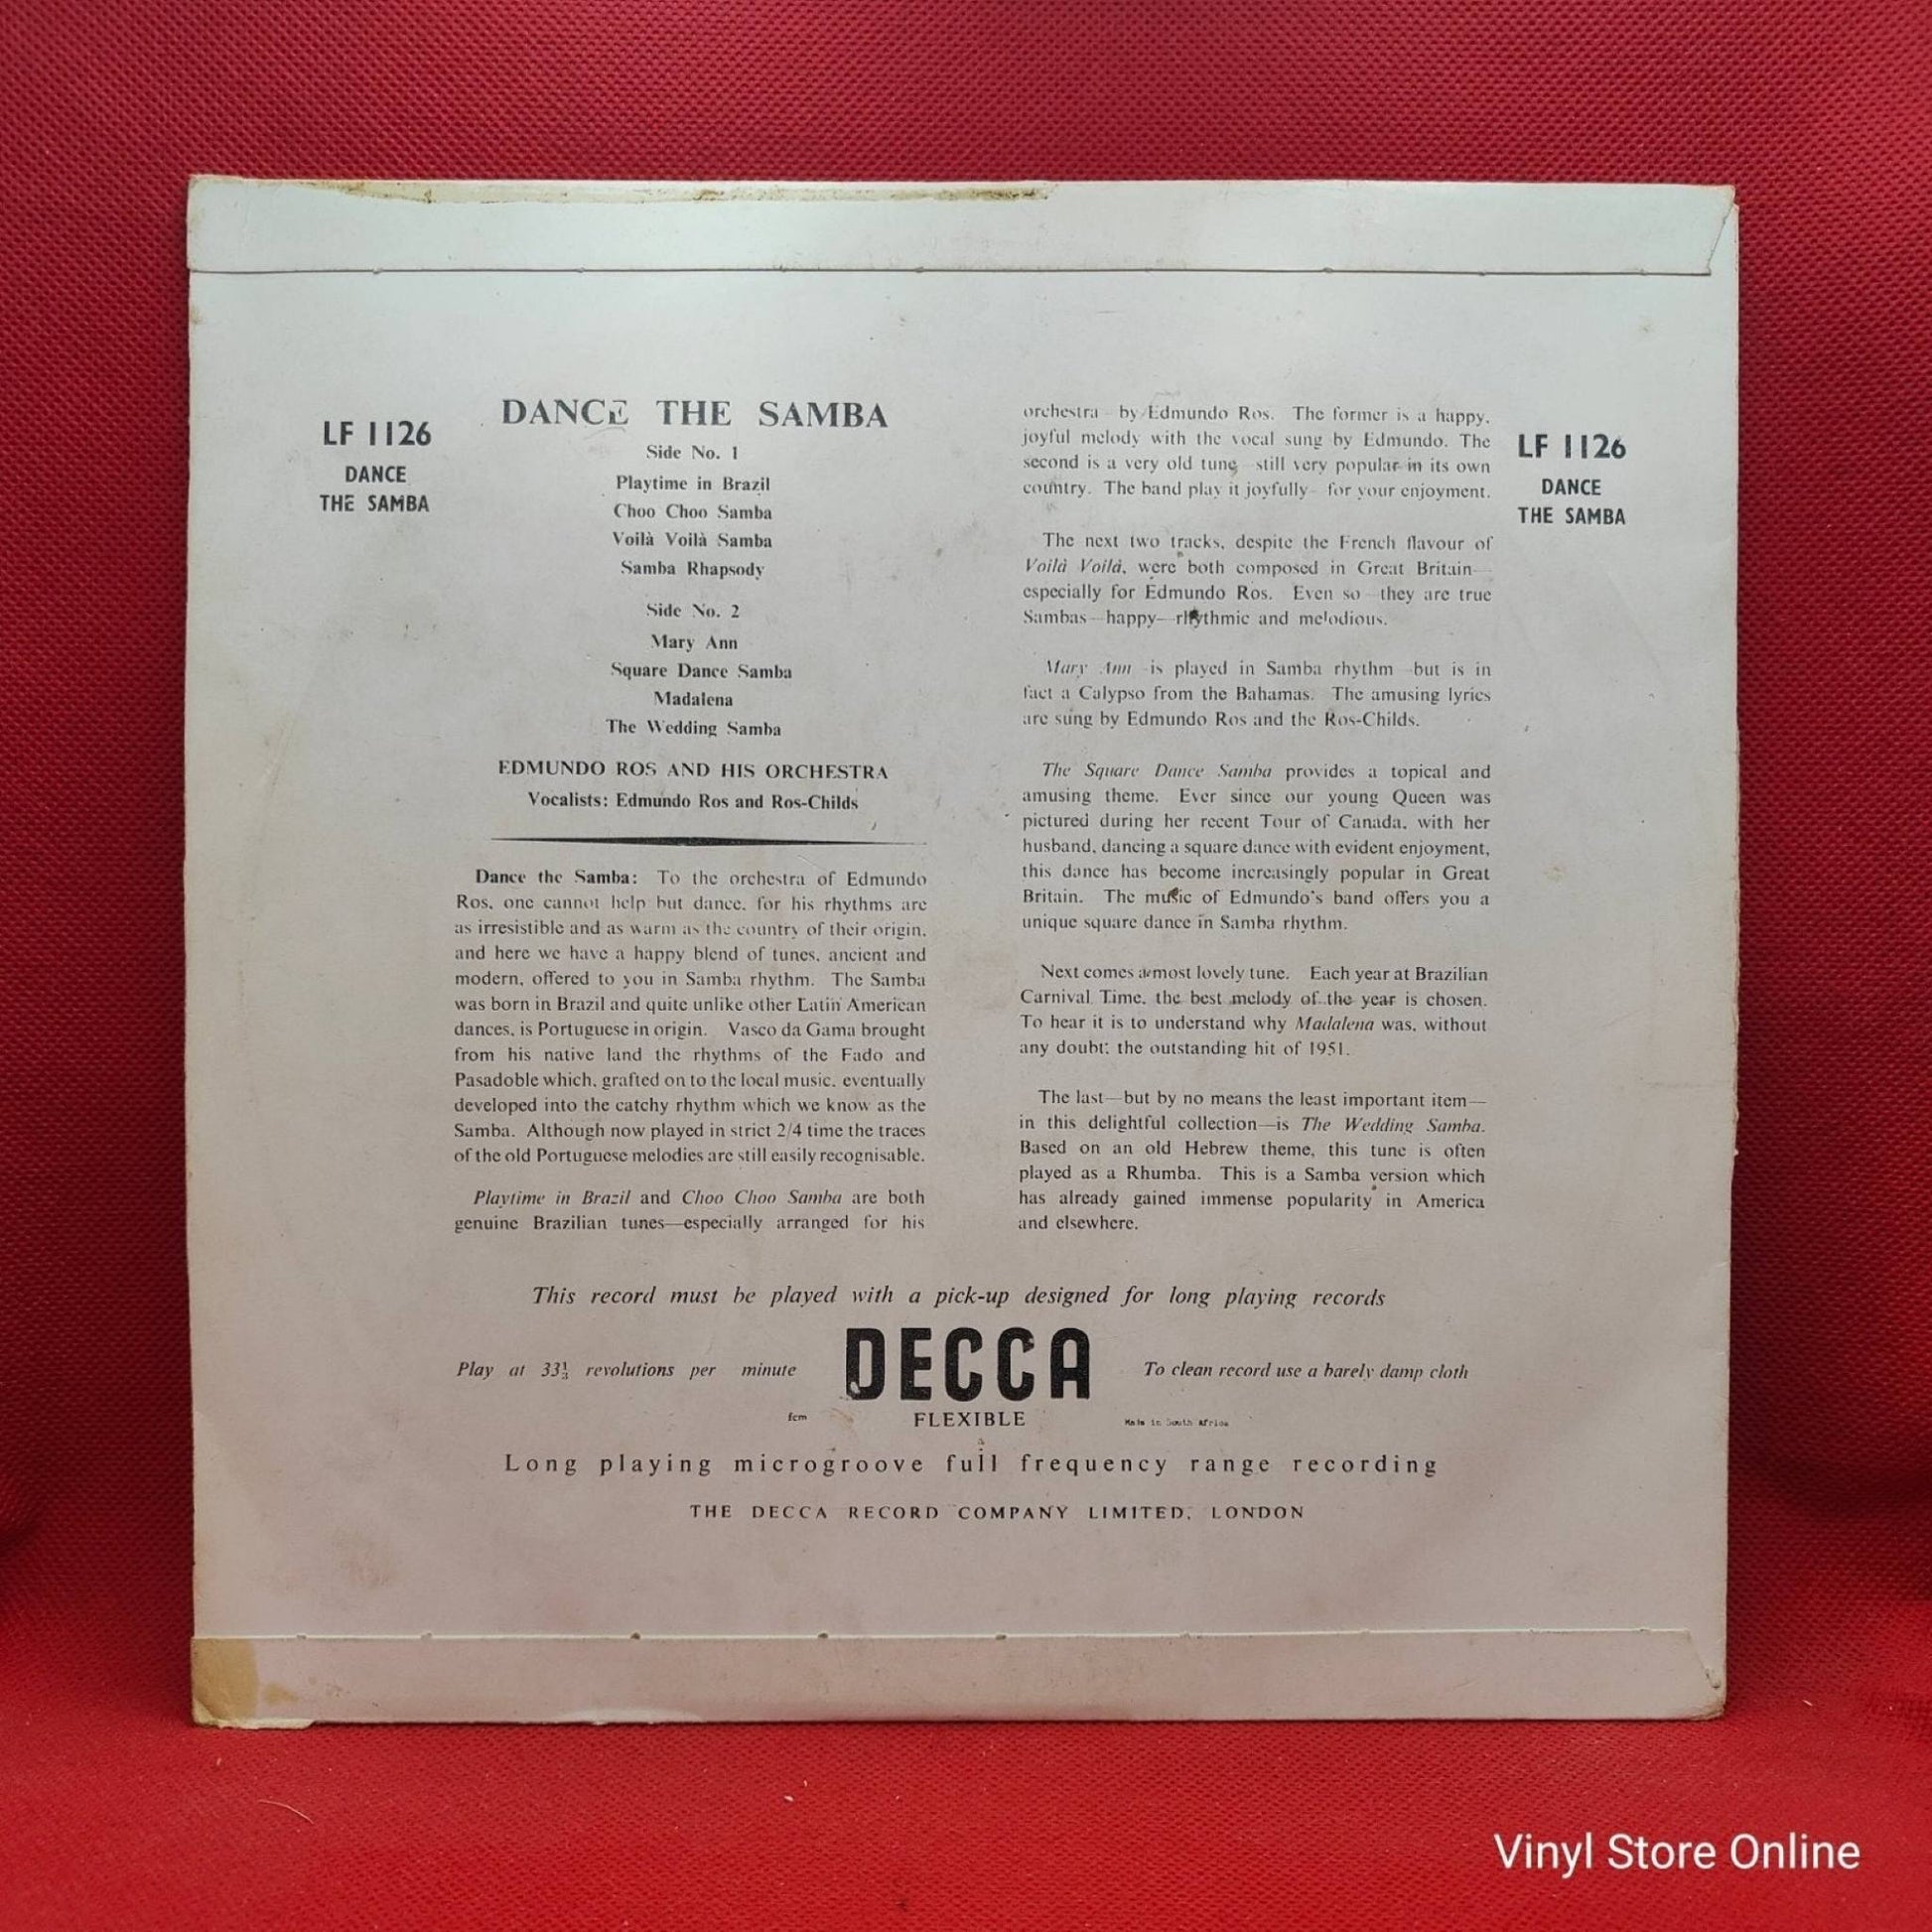 LF 1126
DANCE
THE SAMBA
DANCE THE SAMBA
Side No. 1
Playtime in Brazil
Choo Choo Samba
Voilà Voilà Samba
Samba Rhapsody
Side No. 2
Mary Ann
Square Dance Samba
Madalena
The Wedding Samba
EDMUNDO ROS AND HIS ORCHESTRA
Vocalists: Edmundo Ros and Ros-Childs
Dance the Samba: To the orchestra of Edmundo
Ros, one cannot help but dance, for his rhythms are
as irresistible and as warm as the country of their origin,
and here we have a happy blend of tunes, ancient and
modern, offered to you in Samba rhythm. The Samba
was born in Brazil and quite unlike other Latin American
dances, is Portuguese in origin. Vasco da Gama brought
from his native land the rhythms of the Fado and
Pasadoble which, grafted on to the local music, eventually
developed into the catchy rhythm which we know as the
Samba. Although now played in strict 2/4 time the traces
of the old Portuguese melodies are still easily recognisable.
Playtime in Brazil and Choo Choo Samba are both
genuine Brazilian tunes—especially arranged for his
orchestra—by Edmundo Ros. The former is a happy,
joyful melody with the vocal sung by Edmundo. The
second is a very old tune—still very popular in its own
country. The band play it joyfully—for your enjoyment.
The next two tracks, despite the French flavour of
Voilà Voilà, were both composed in Great Britain—
especially for Edmundo Ros. Even so—they are true
Sambas—happy—rhythmic and melodious.
Mary Ann—is played in Samba rhythm—but is in
fact a Calypso from the Bahamas. The amusing lyrics
are sung by Edmundo Ros and the Ros-Childs.
The Square Dance Samba provides a topical and
amusing theme. Ever since our young Queen was
pictured during her recent Tour of Canada, with her
husband, dancing a square dance with evident enjoyment,
this dance has become increasingly popular in Great
Britain. The music of Edmundo's band offers you a
unique square dance in Samba rhythm.
Next comes a most lovely tune. Each year at Brazilian
Carnival Time, the best melody of the year is chosen.
To hear it is to understand why Madalena was, without
any doubt, the outstanding hit of 1951.
The last—but by no means the least important item—
in this delightful collection—is The Wedding Samba.
Based on an old Hebrew theme, this tune is often
played as a Rhumba. This is a Samba version which
has already gained immense popularity in America
and elsewhere.
LF 1126
DANCE
THE SAMBA
This record must be played with a pick-up designed for long playing records
Play at 33⅓ revolutions per minute
DECCA
To clean record use a barely damp cloth
fcm
FLEXIBLE
Made in South Africa
Long playing microgroove full frequency range recording
THE DECCA RECORD COMPANY LIMITED, LONDON
Vinyl Store Online